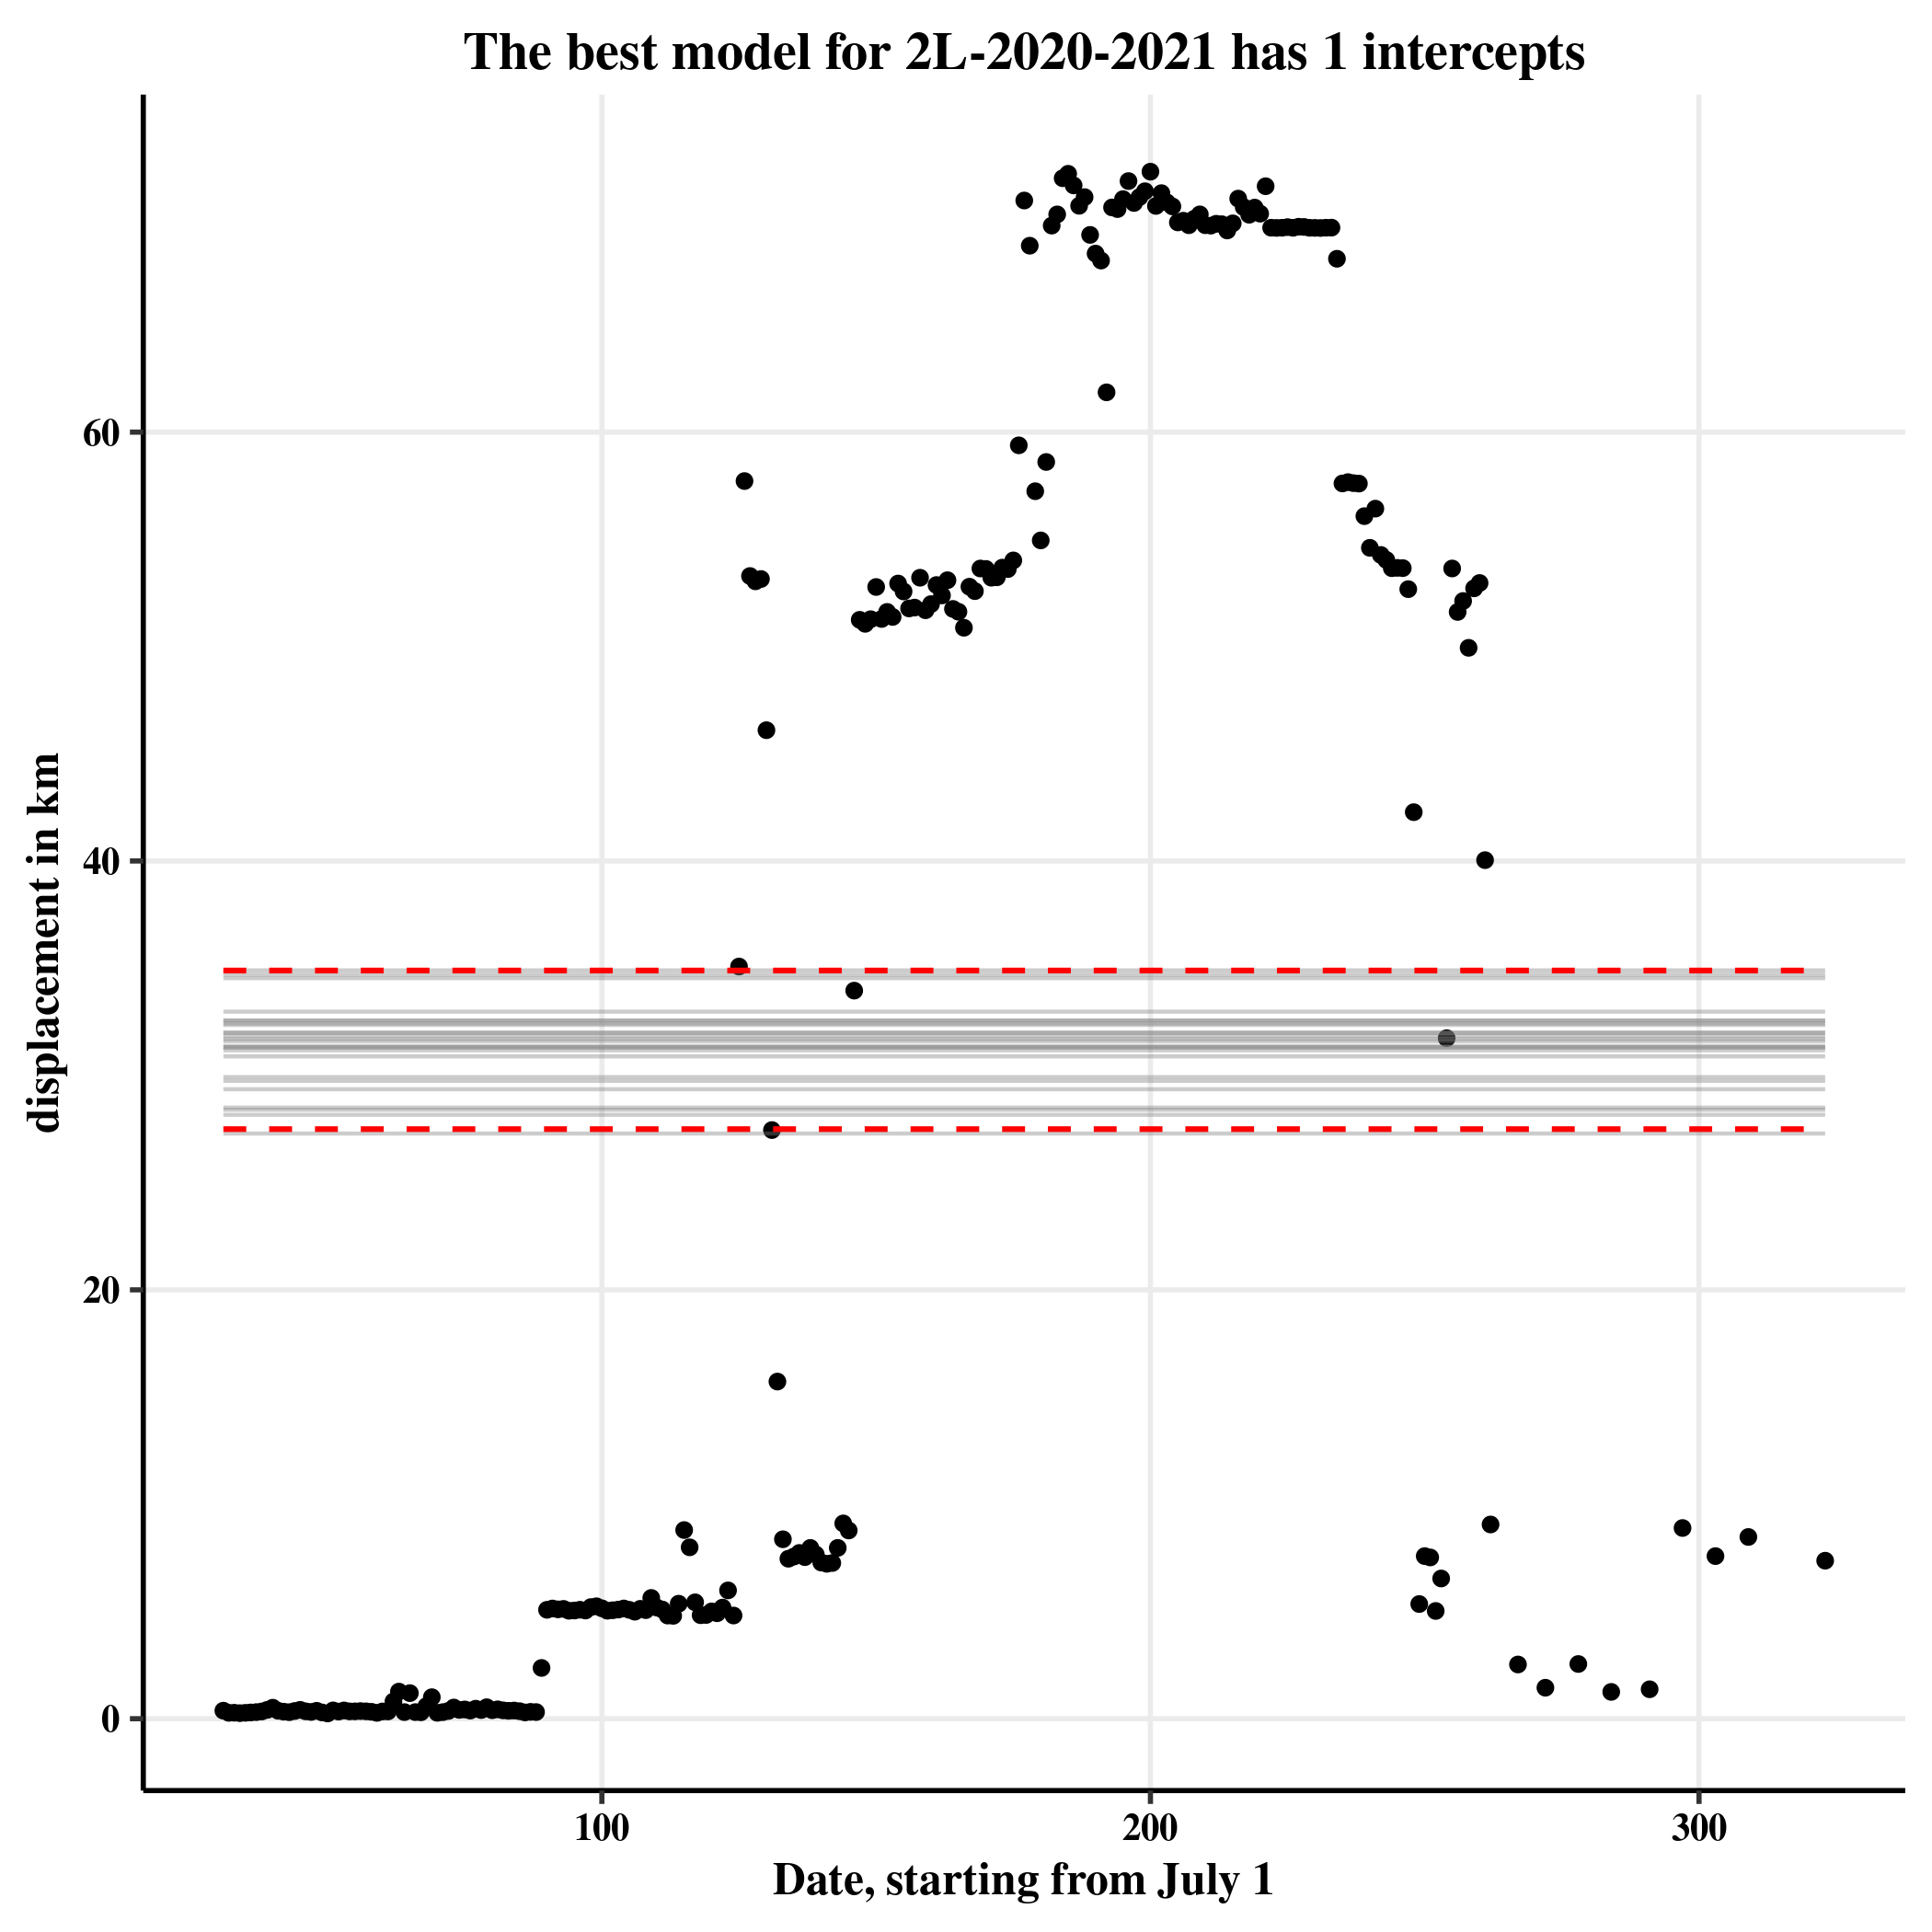 The best model for 2L-2020-2021 has 1 intercepts
displacement in km
60
40
20
0
100
200
300
Date, starting from July 1